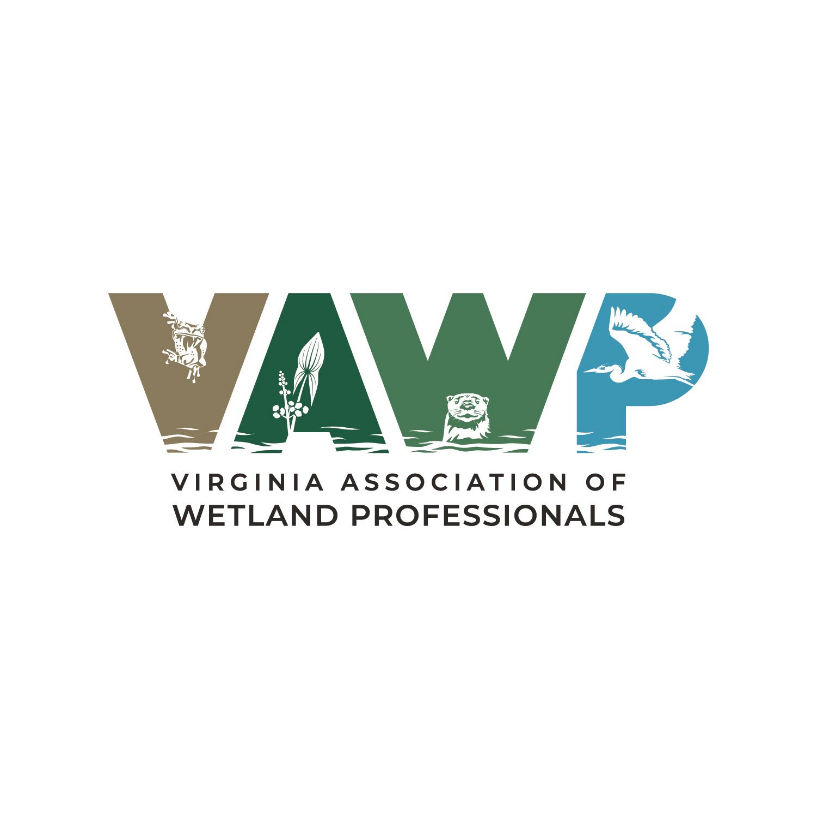 VAWP
VIRGINIA ASSOCIATION OF
WETLAND PROFESSIONALS